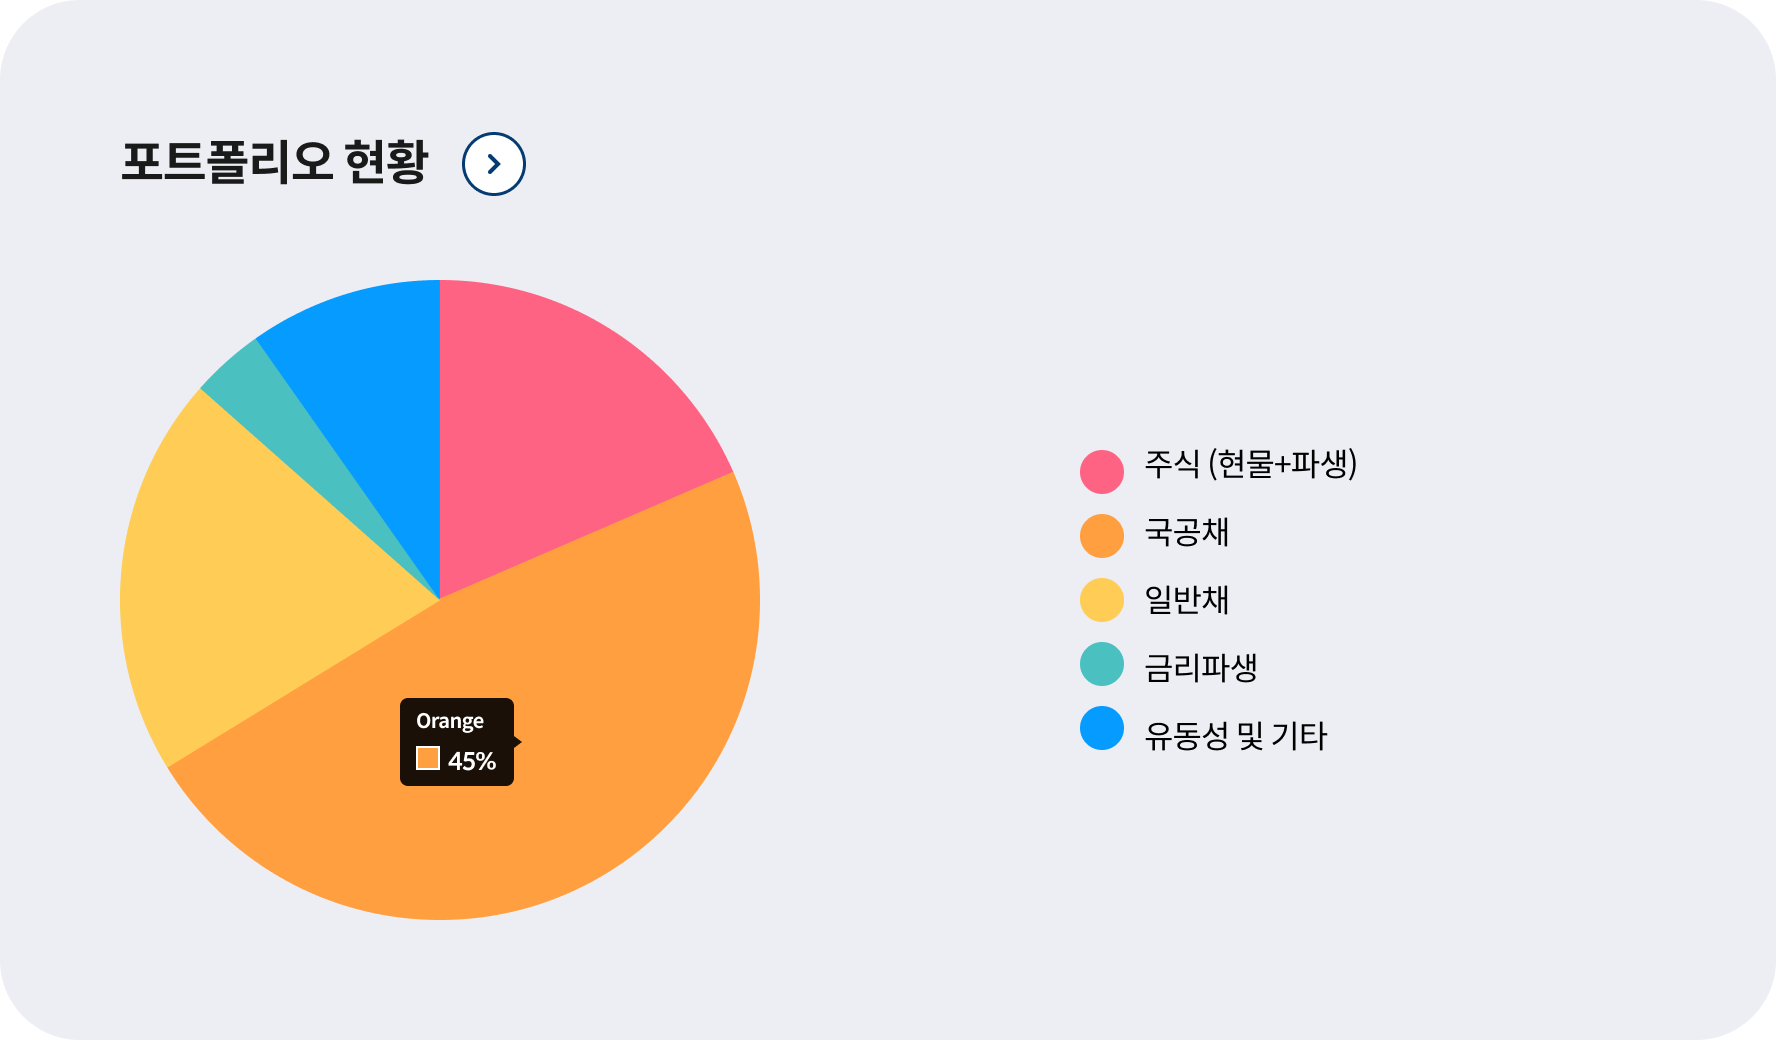 포트폴리오 현황
Orange
45%
주식 (현물+파생)
국공채
일반채
금리파생
유동성 및 기타